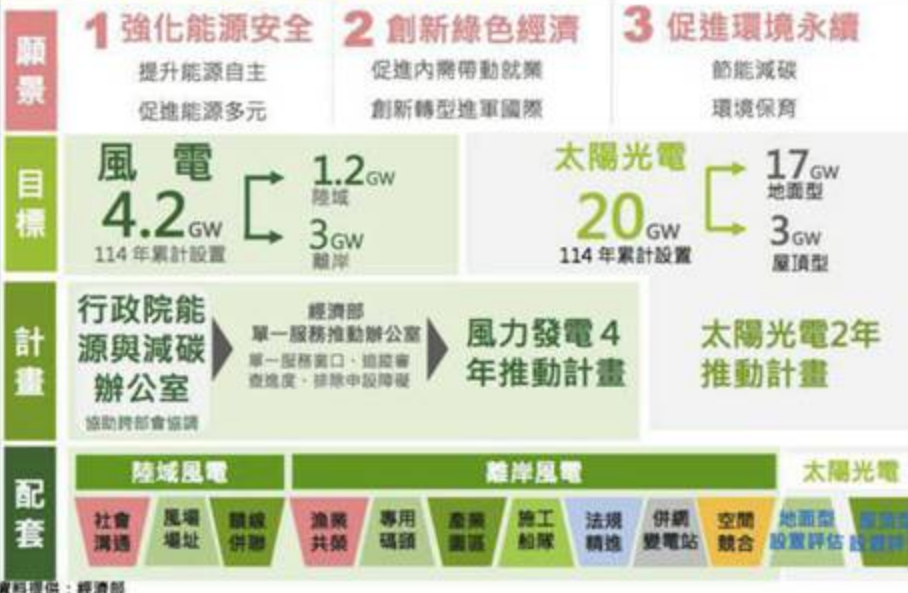 願景
1 強化能源安全
提升能源自主
促進能源多元
2 創新綠色經濟
促進內需帶動就業
創新轉型進軍國際
3 促進環境永續
節能減碳
環境保育
目標
風電
4.2GW
114年累計設置
1.2GW
陸域
3GW
離岸
太陽光電
20GW
114年累計設置
17GW
地面型
3GW
屋頂型
計畫
行政院能
源與減碳
辦公室
協助跨部會協調
經濟部
單一服務推動辦公室
單一服務窗口、追蹤審
查進度、排除申設障礙
風力發電4
年推動計畫
太陽光電2年
推動計畫
配套
陸域風電
社會
溝通
風場
場址
饋線
併聯
離岸風電
漁業
共榮
專用
碼頭
產業
園區
施工
船隊
法規
精進
併網
變電站
空間
競合
太陽光電
地面型
設置評估
資料提供：經濟部